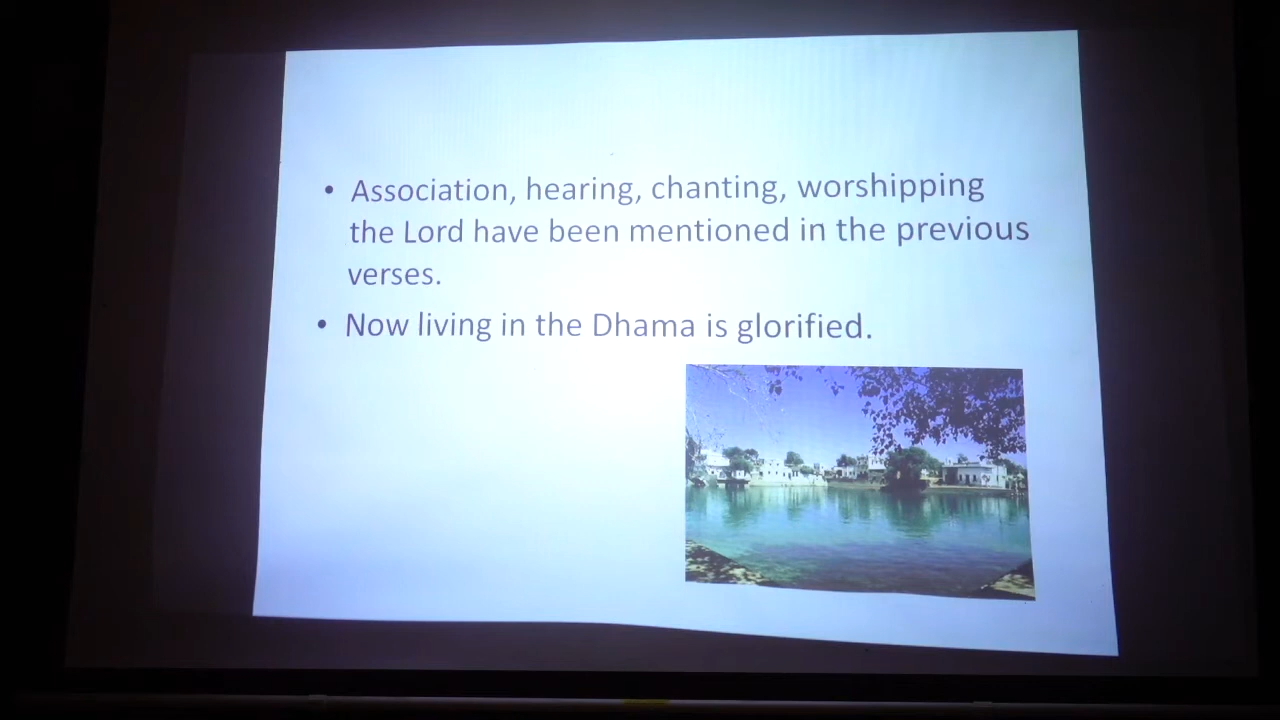 • Association, hearing, chanting, worshipping
the Lord have been mentioned in the previous
verses.
• Now living in the Dhama is glorified.